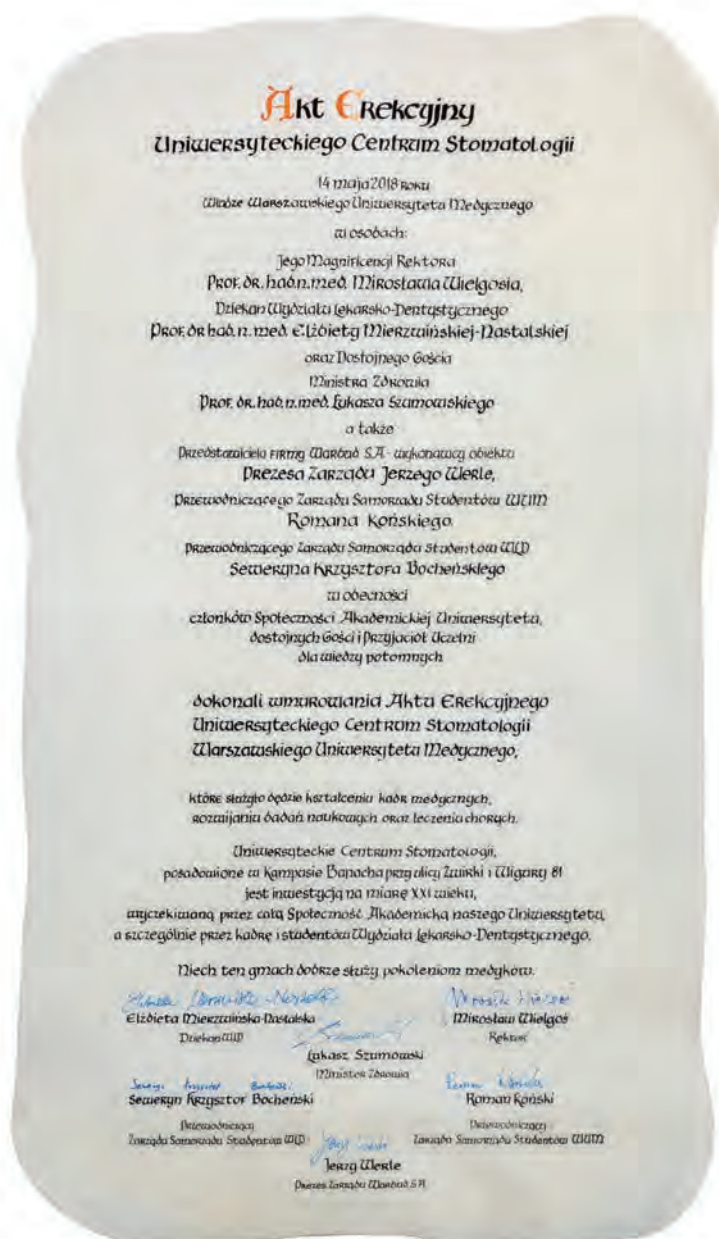 Akt Erekcyjny
Uniwersyteckiego Centrum Stomatologii
14 maja 2018 roku
Władze Warszawskiego Uniwersytetu Medycznego
w osobach:
Jego Magnificencji Rektora
Prof. dr. hab. n. med. Mirosława Wielgosia,
Dziekan Wydziału Lekarsko-Dentystycznego
Prof. dr hab. n. med. Elżbiety Mierzwińskiej-Nastalskiej
oraz Dostojnego Gościa
Ministra Zdrowia
Prof. dr. hab. n. med. Łukasza Szumowskiego
a także
Przedstawiciela firmy Warbud S.A - wykonawcy obiektu
Prezesa Zarządu Jerzego Werle,
Przewodniczącego Zarządu Samorządu Studentów WUM
Romana Końskiego
Przewodniczącego Zarządu Samorządu Studentów WLD
Seweryna Krzysztofa Bocheńskiego
w obecności
członków Społeczności Akademickiej Uniwersytetu,
dostojnych Gości i Przyjaciół Uczelni
dla wiedzy potomnych
dokonali wmurowania Aktu Erekcyjnego
Uniwersyteckiego Centrum Stomatologii
Warszawskiego Uniwersytetu Medycznego,
które służyło będzie kształceniu kadr medycznych,
rozwijaniu badań naukowych oraz leczeniu chorych.
Uniwersyteckie Centrum Stomatologii,
posadowione w Kampusie Banacha przy ulicy Żwirki i Wigury 81
jest inwestycją na miarę XXI wieku,
wyczekiwaną przez całą Społeczność Akademicką naszego Uniwersytetu,
a szczególnie przez kadrę i studentów Wydziału Lekarsko-Dentystycznego.
Niech ten gmach dobrze służy pokoleniom medyków.
Elżbieta Mierzwińska-Nastalska
Dziekan WLD
Mirosław Wielgoś
Rektor
Łukasz Szumowski
Minister Zdrowia
Seweryn Krzysztof Bocheński
Przewodniczący
Zarządu Samorządu Studentów WLD
Roman Koński
Przewodniczący
Zarządu Samorządu Studentów WUM
Jerzy Werle
Prezes Zarządu Warbud S.A